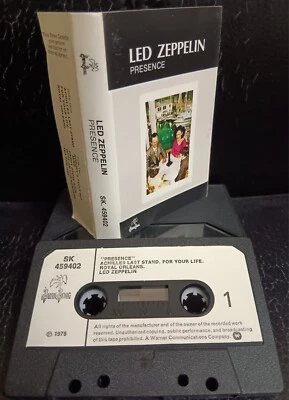 LED ZEPPELIN
PRESENCE
LED ZEPPELIN
PRESENCE
SK 459402
SK
459402
"PRESENCE"
ACHILLES LAST STAND. FOR YOUR LIFE.
ROYAL ORLEANS.
LED ZEPPELIN
1
℗ 1976
All rights of the manufacturer and of the owner of the recorded work
reserved. Unauthorised copying, public performance, and broadcasting
of this tape prohibited. A Warner Communications Company.